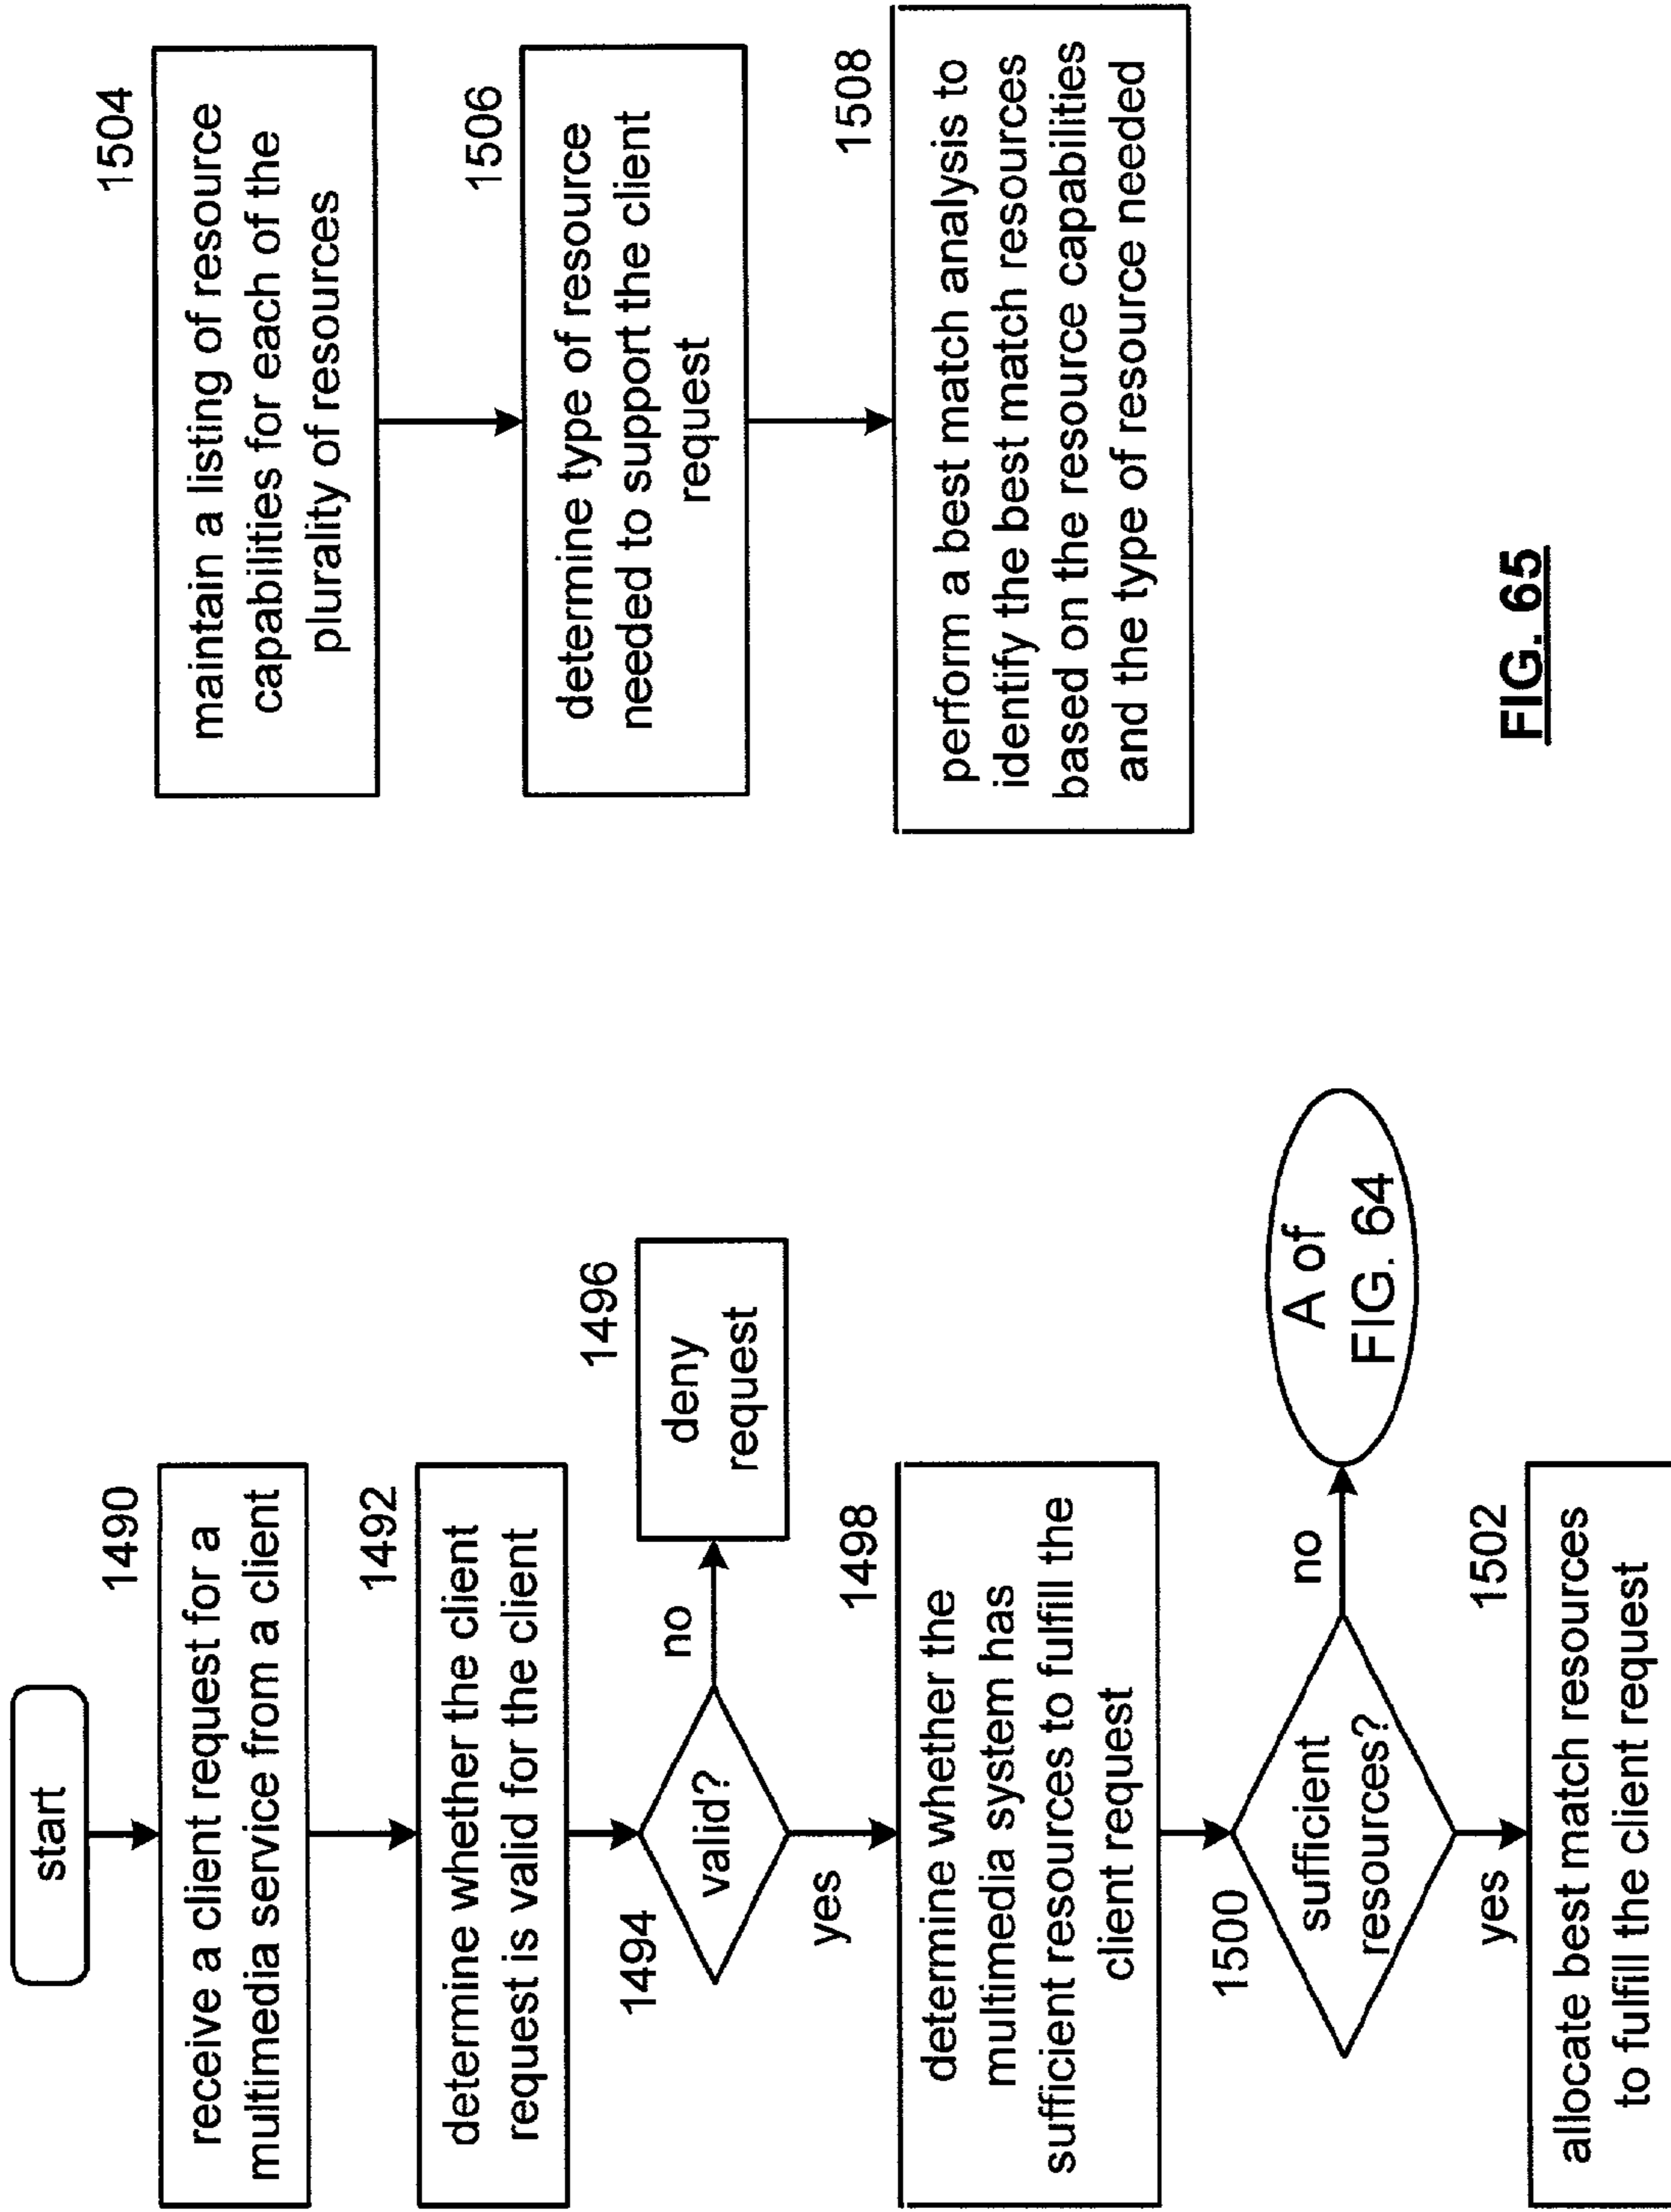 start
1490
receive a client request for a
multimedia service from a client
1492
determine whether the client
request is valid for the client
1494
valid?
no
1496
deny
request
yes
1498
determine whether the
multimedia system has
sufficient resources to fulfill the
client request
1500
sufficient
resources?
no
A of
FIG. 64
yes
1502
allocate best match resources
to fulfill the client request
1504
maintain a listing of resource
capabilities for each of the
plurality of resources
1506
determine type of resource
needed to support the client
request
1508
perform a best match analysis to
identify the best match resources
based on the resource capabilities
and the type of resource needed
FIG. 65